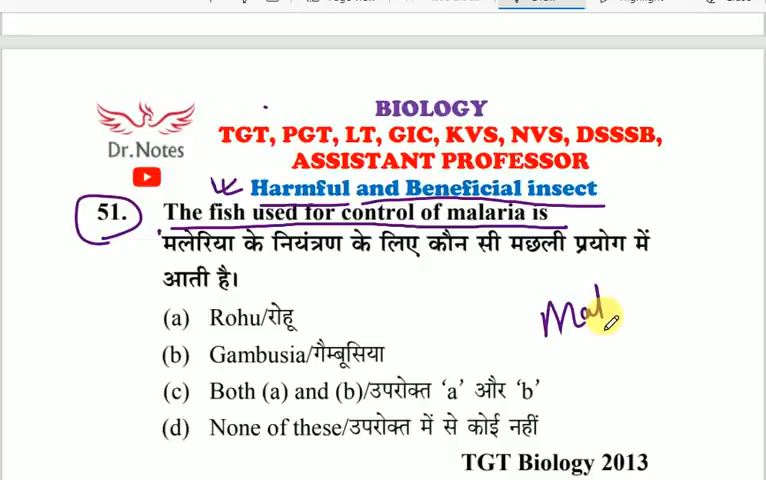 BIOLOGY
TGT, PGT, LT, GIC, KVS, NVS, DSSSB,
ASSISTANT PROFESSOR
Dr.Notes
Harmful and Beneficial insect
51. The fish used for control of malaria is
मलेरिया के नियंत्रण के लिए कौन सी मछली प्रयोग में
आती है।
(a) Rohu/रोहू
(b) Gambusia/गैम्बूसिया
(c) Both (a) and (b)/उपरोक्त ‘a’ और ‘b’
(d) None of these/उपरोक्त में से कोई नहीं
Mal
TGT Biology 2013